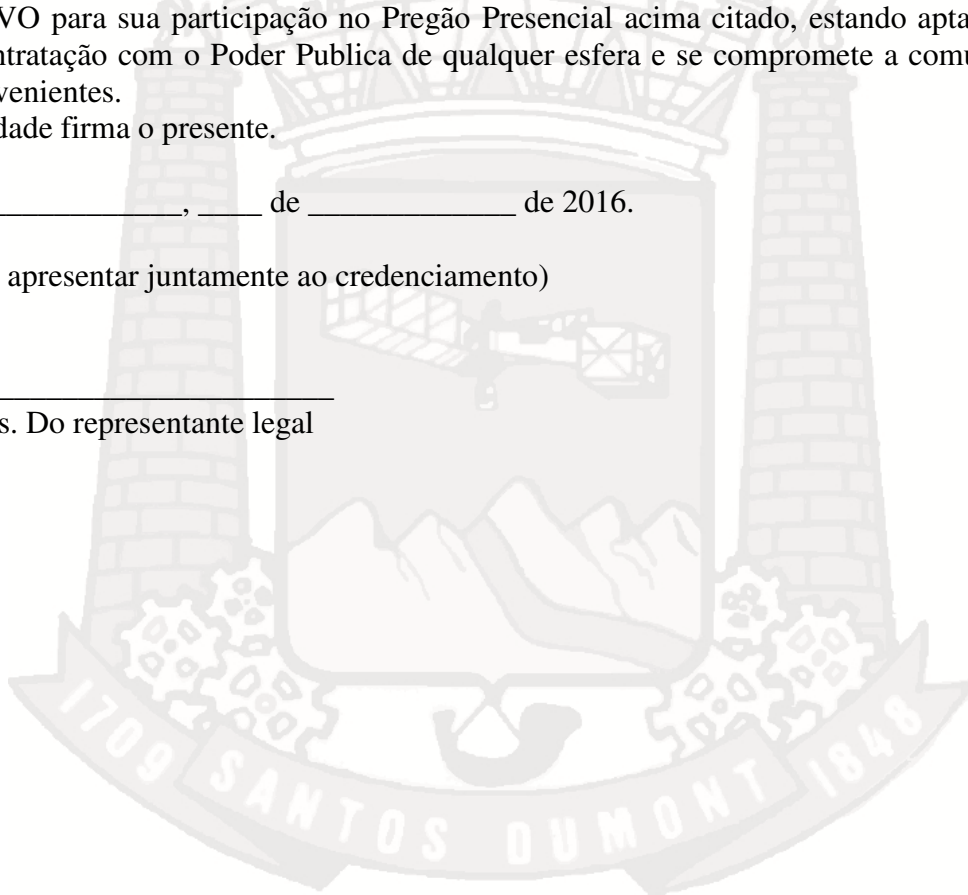 VO para sua participação no Pregão Presencial acima citado, estando apta
ntratação com o Poder Publica de qualquer esfera e se compromete a comu
venientes.
dade firma o presente.
____________, ____ de _____________ de 2016.
apresentar juntamente ao credenciamento)
_____________________
s. Do representante legal
1709 SANTOS DUMONT 1848